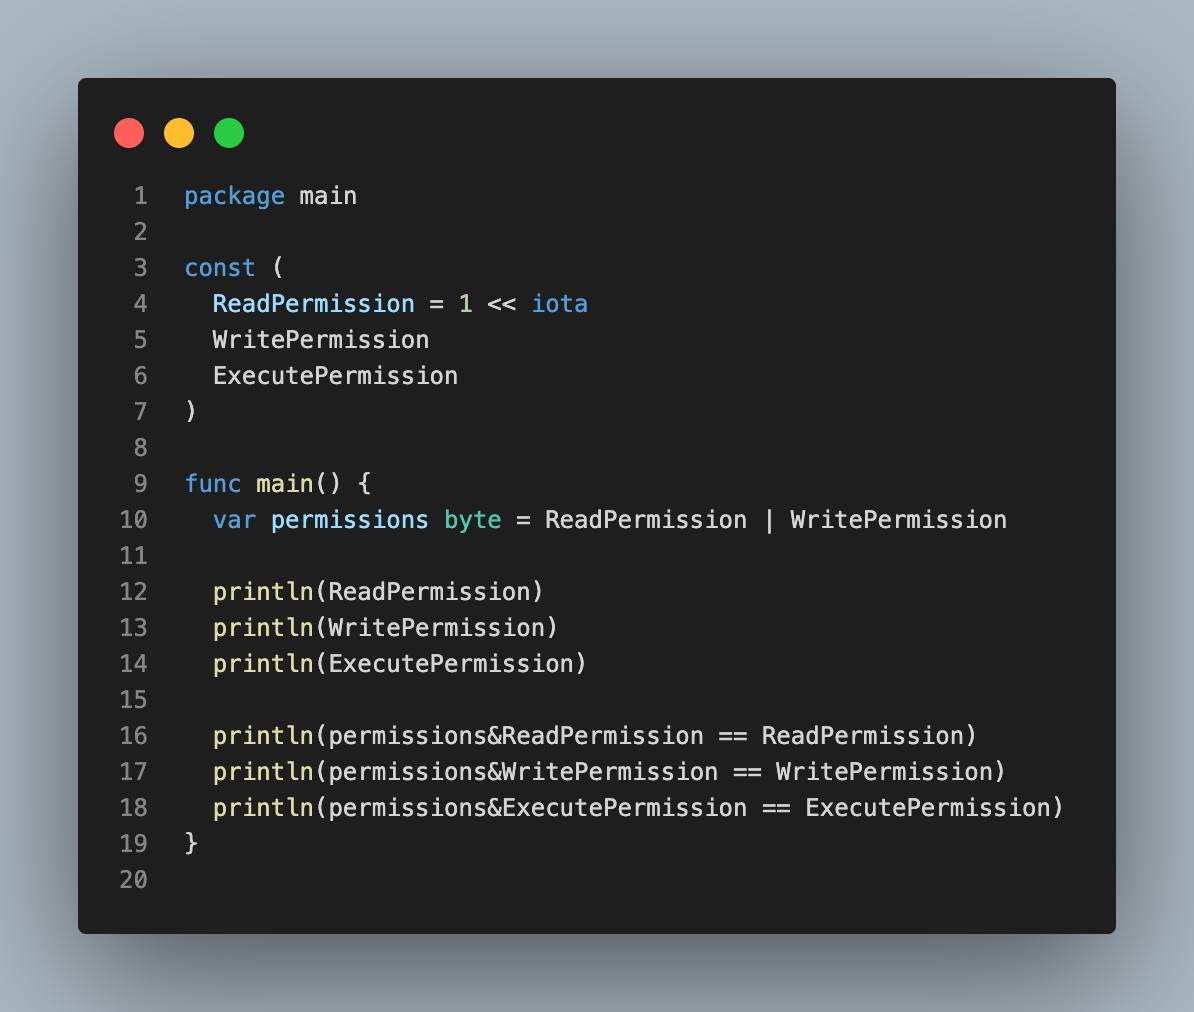 1 package main
2
3 const (
4   ReadPermission = 1 << iota
5   WritePermission
6   ExecutePermission
7 )
8
9 func main() {
10   var permissions byte = ReadPermission | WritePermission
11
12   println(ReadPermission)
13   println(WritePermission)
14   println(ExecutePermission)
15
16   println(permissions&ReadPermission == ReadPermission)
17   println(permissions&WritePermission == WritePermission)
18   println(permissions&ExecutePermission == ExecutePermission)
19 }
20